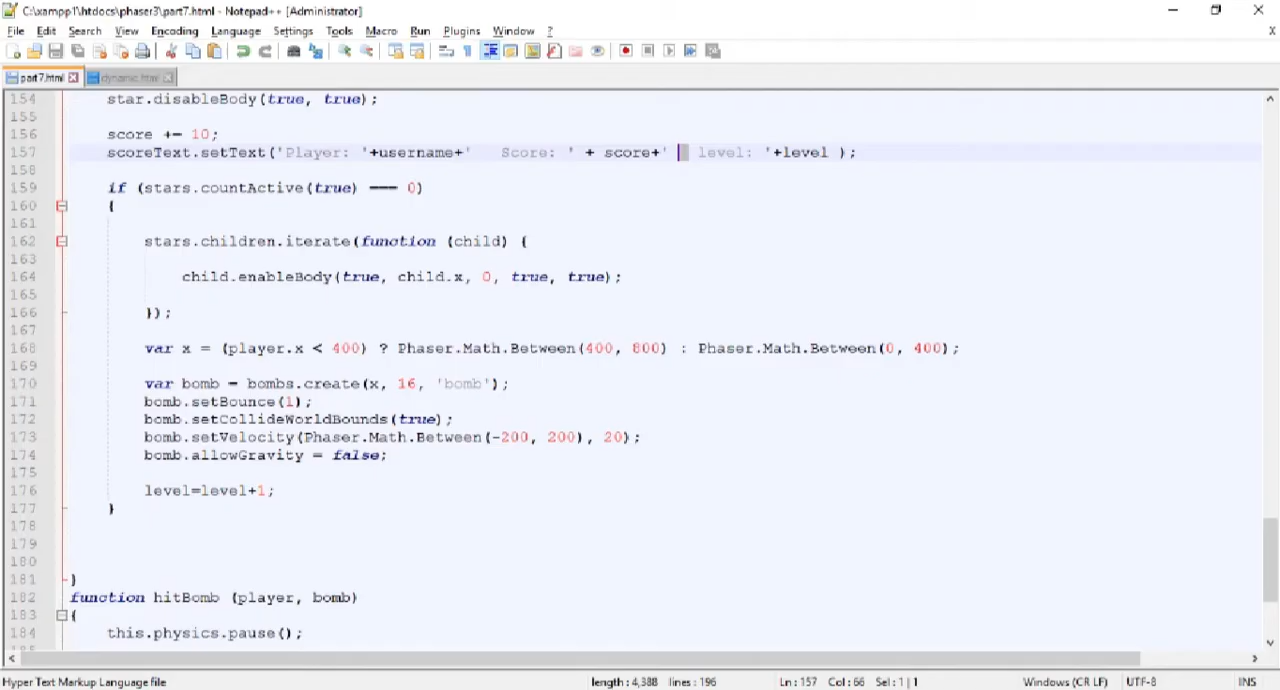 C:\xampp1\htdocs\phaser3\part7.html - Notepad++ [Administrator]
File Edit Search View Encoding Language Settings Tools Macro Run Plugins Window ? X
part7.html dynamic.html
154 star.disableBody(true, true);
155
156 score += 10;
157 scoreText.setText('Player: '+username+' Score: ' + score+' level: '+level );
158
159 if (stars.countActive(true) === 0)
160 {
161
162 stars.children.iterate(function (child) {
163
164 child.enableBody(true, child.x, 0, true, true);
165
166 });
167
168 var x = (player.x < 400) ? Phaser.Math.Between(400, 800) : Phaser.Math.Between(0, 400);
169
170 var bomb = bombs.create(x, 16, 'bomb');
171 bomb.setBounce(1);
172 bomb.setCollideWorldBounds(true);
173 bomb.setVelocity(Phaser.Math.Between(-200, 200), 20);
174 bomb.allowGravity = false;
175
176 level=level+1;
177 }
178
179
180
181 }
182 function hitBomb (player, bomb)
183 {
184 this.physics.pause();
Hyper Text Markup Language file length : 4,388 lines : 196 Ln : 157 Col : 66 Sel : 1 | 1 Windows (CR LF) UTF-8 INS